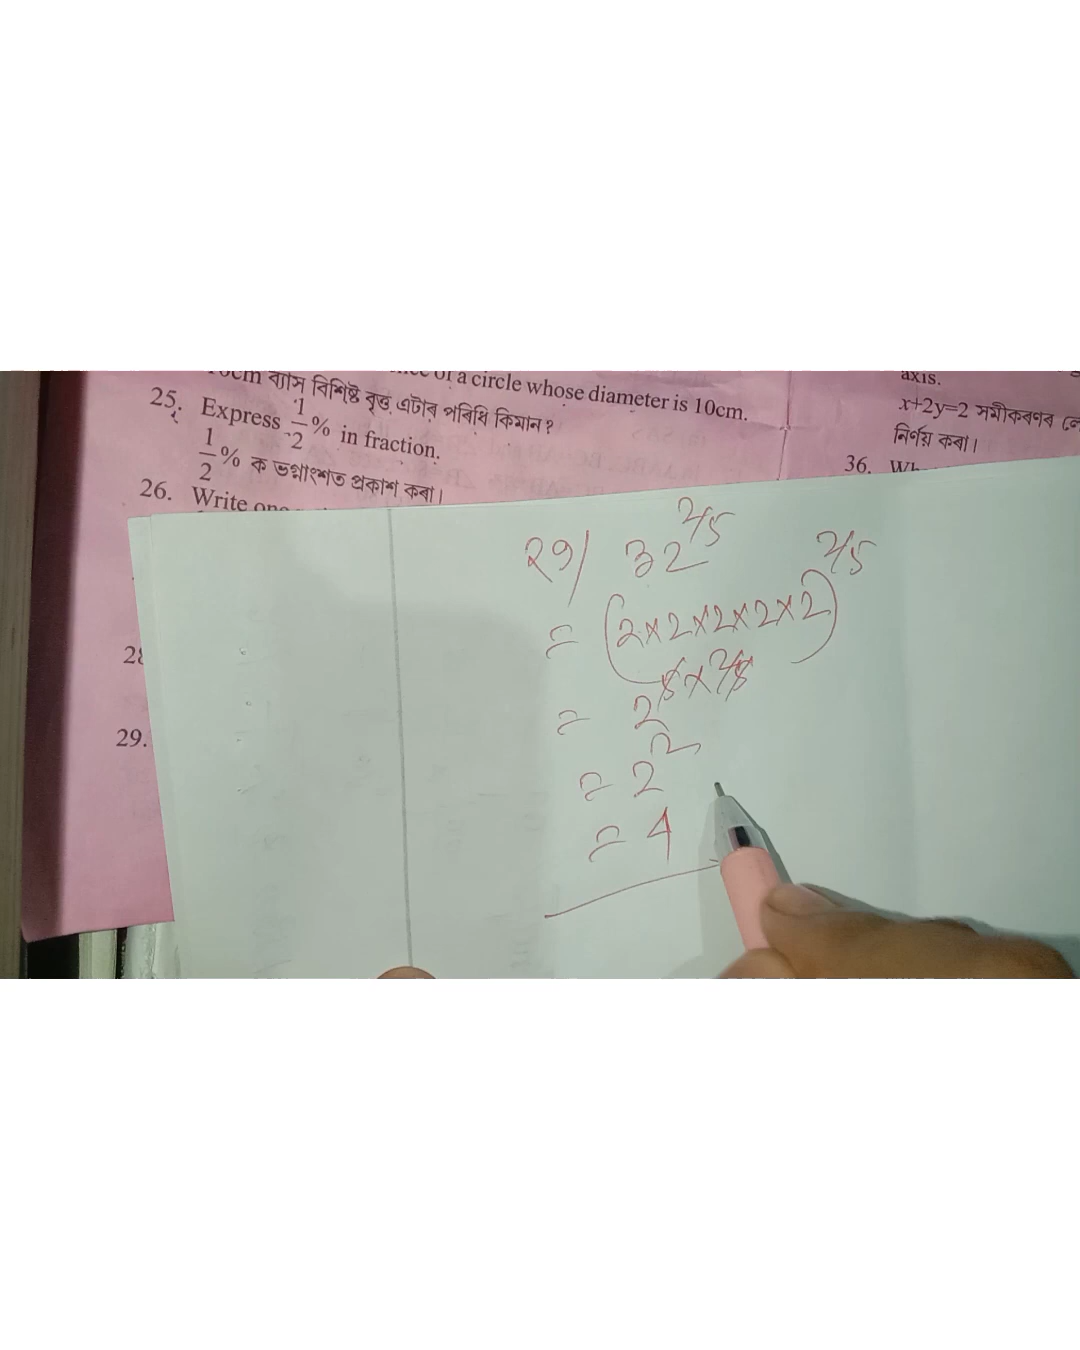 of a circle whose diameter is 10cm.
ব্যাস বিশিষ্ট বৃত্ত এটাৰ পৰিধি কিমান?
25. Express 1/2 % in fraction.
1/2 % ক ভগ্নাংশত প্ৰকাশ কৰা।
26. Write
29.
axis.
x+2y=2 সমীকৰণৰ
নিৰ্ণয় কৰা।
36.
29/ 32^2/5
= (2×2×2×2×2)^2/5
= 2^5×2/5
= 2^2
= 4